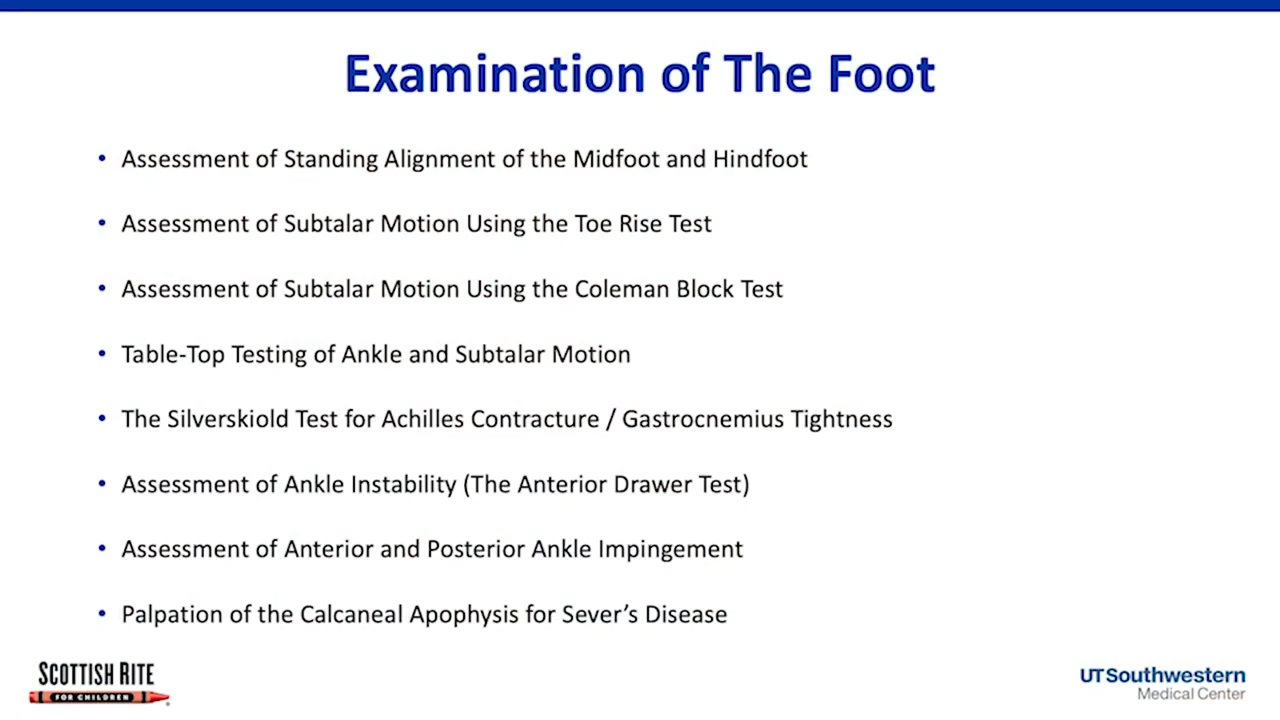 Examination of The Foot
• Assessment of Standing Alignment of the Midfoot and Hindfoot
• Assessment of Subtalar Motion Using the Toe Rise Test
• Assessment of Subtalar Motion Using the Coleman Block Test
• Table-Top Testing of Ankle and Subtalar Motion
• The Silverskiold Test for Achilles Contracture / Gastrocnemius Tightness
• Assessment of Ankle Instability (The Anterior Drawer Test)
• Assessment of Anterior and Posterior Ankle Impingement
• Palpation of the Calcaneal Apophysis for Sever’s Disease
SCOTTISH RITE
FOR CHILDREN
UTSouthwestern
Medical Center